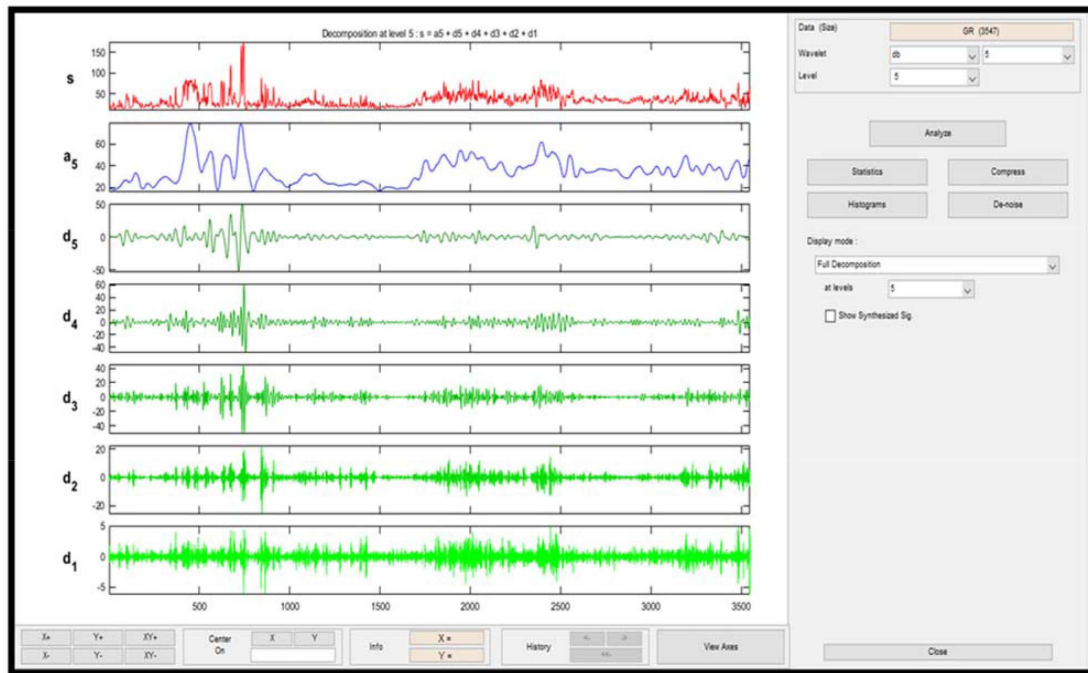 Decomposition at level 5 : s = a5 + d5 + d4 + d3 + d2 + d1
s
150
100
50
a5
60
40
20
d5
50
0
-50
d4
60
40
20
0
-20
-40
d3
40
20
0
-20
-40
d2
20
0
-20
d1
5
0
-5
500 1000 1500 2000 2500 3000 3500
Data (Size) GR (3547)
Wavelet db 5
Level 5
Analyze
Statistics Compress
Histograms De-noise
Display mode :
Full Decomposition
at levels 5
Show Synthesized Sig.
X+ Y+ XY+
X- Y- XY-
Center On X Y
Info X =
Y =
History <- ->
<<-
View Axes
Close